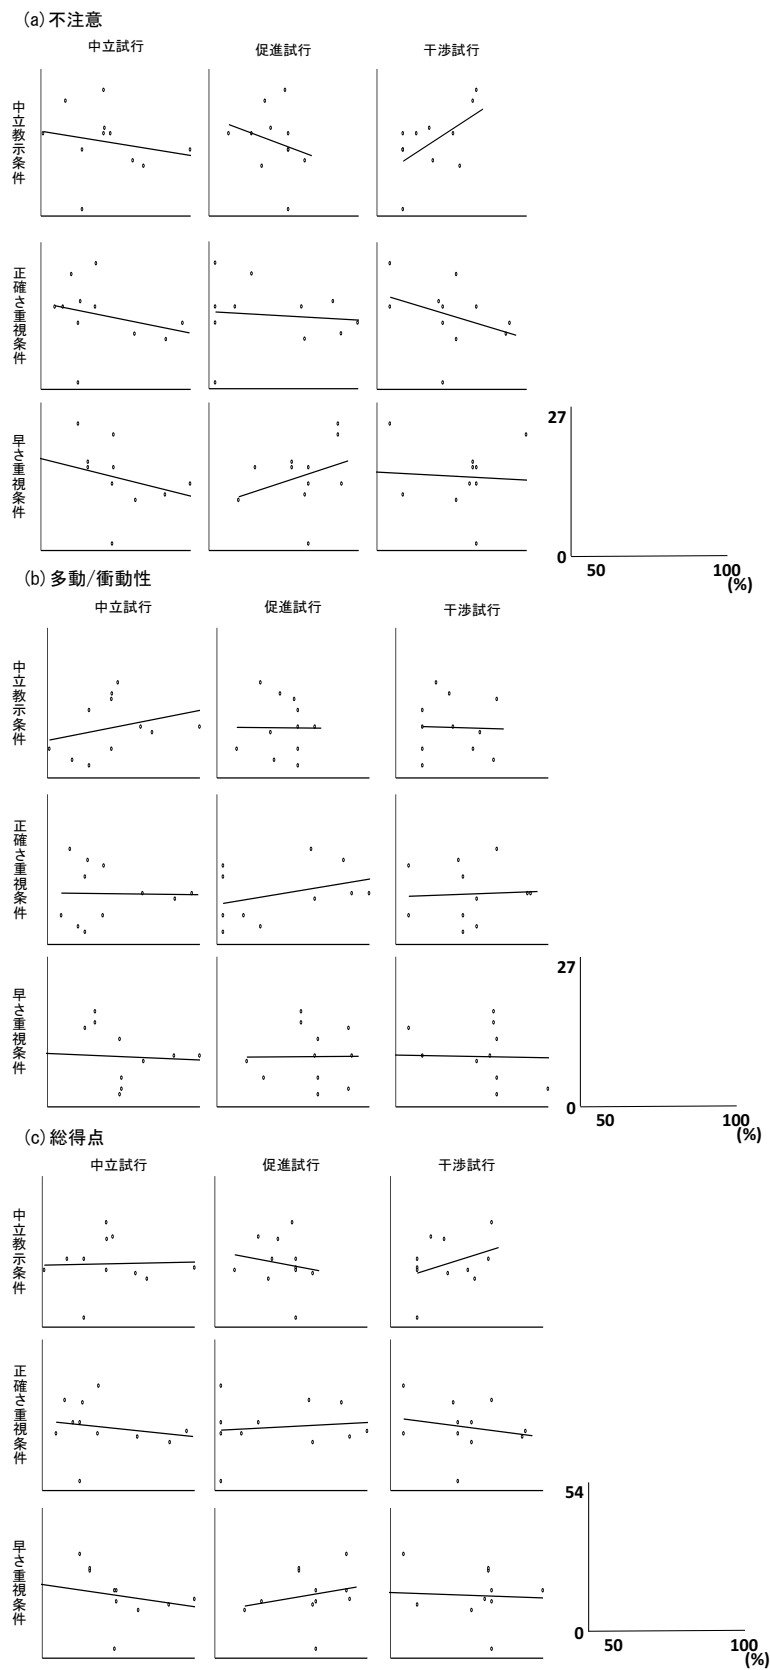 (a)不注意
中立試行 促進試行 干渉試行
中立教示条件
正確さ重視条件
早さ重視条件
27
0
50 100
(%)
(b)多動/衝動性
中立試行 促進試行 干渉試行
中立教示条件
正確さ重視条件
早さ重視条件
27
0
50 100
(%)
(c)総得点
中立試行 促進試行 干渉試行
中立教示条件
正確さ重視条件
早さ重視条件
54
0
50 100
(%)